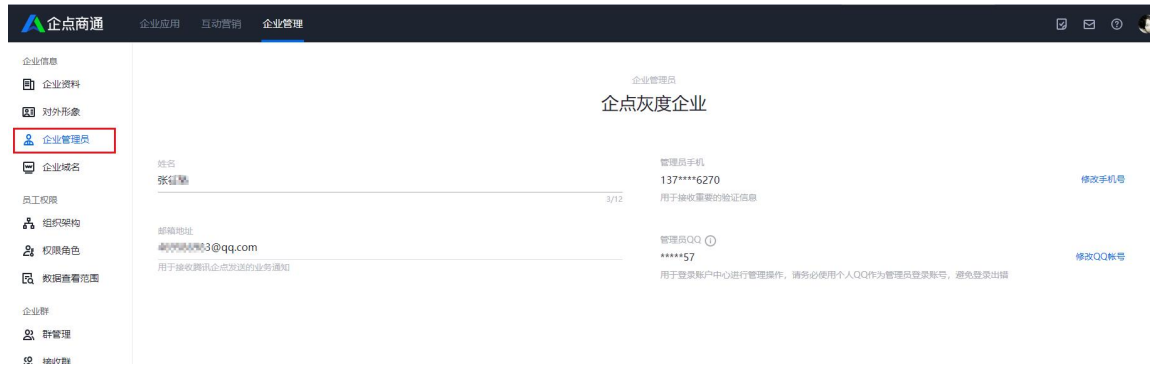 企点商通
企业应用 互动营销 企业管理
企业信息
企业资料
对外形象
企业管理员
企业域名
员工权限
组织架构
权限角色
数据查看范围
企业群
群管理
接收群
企业管理员
企点灰度企业
姓名
张
3/12
邮箱地址
3@qq.com
用于接收腾讯企点发送的业务通知
管理员手机
137****6270
修改手机号
用于接收重要的验证信息
管理员QQ
*****57
修改QQ帐号
用于登录账户中心进行管理操作，请务必使用个人QQ作为管理员登录账号，避免登录出错